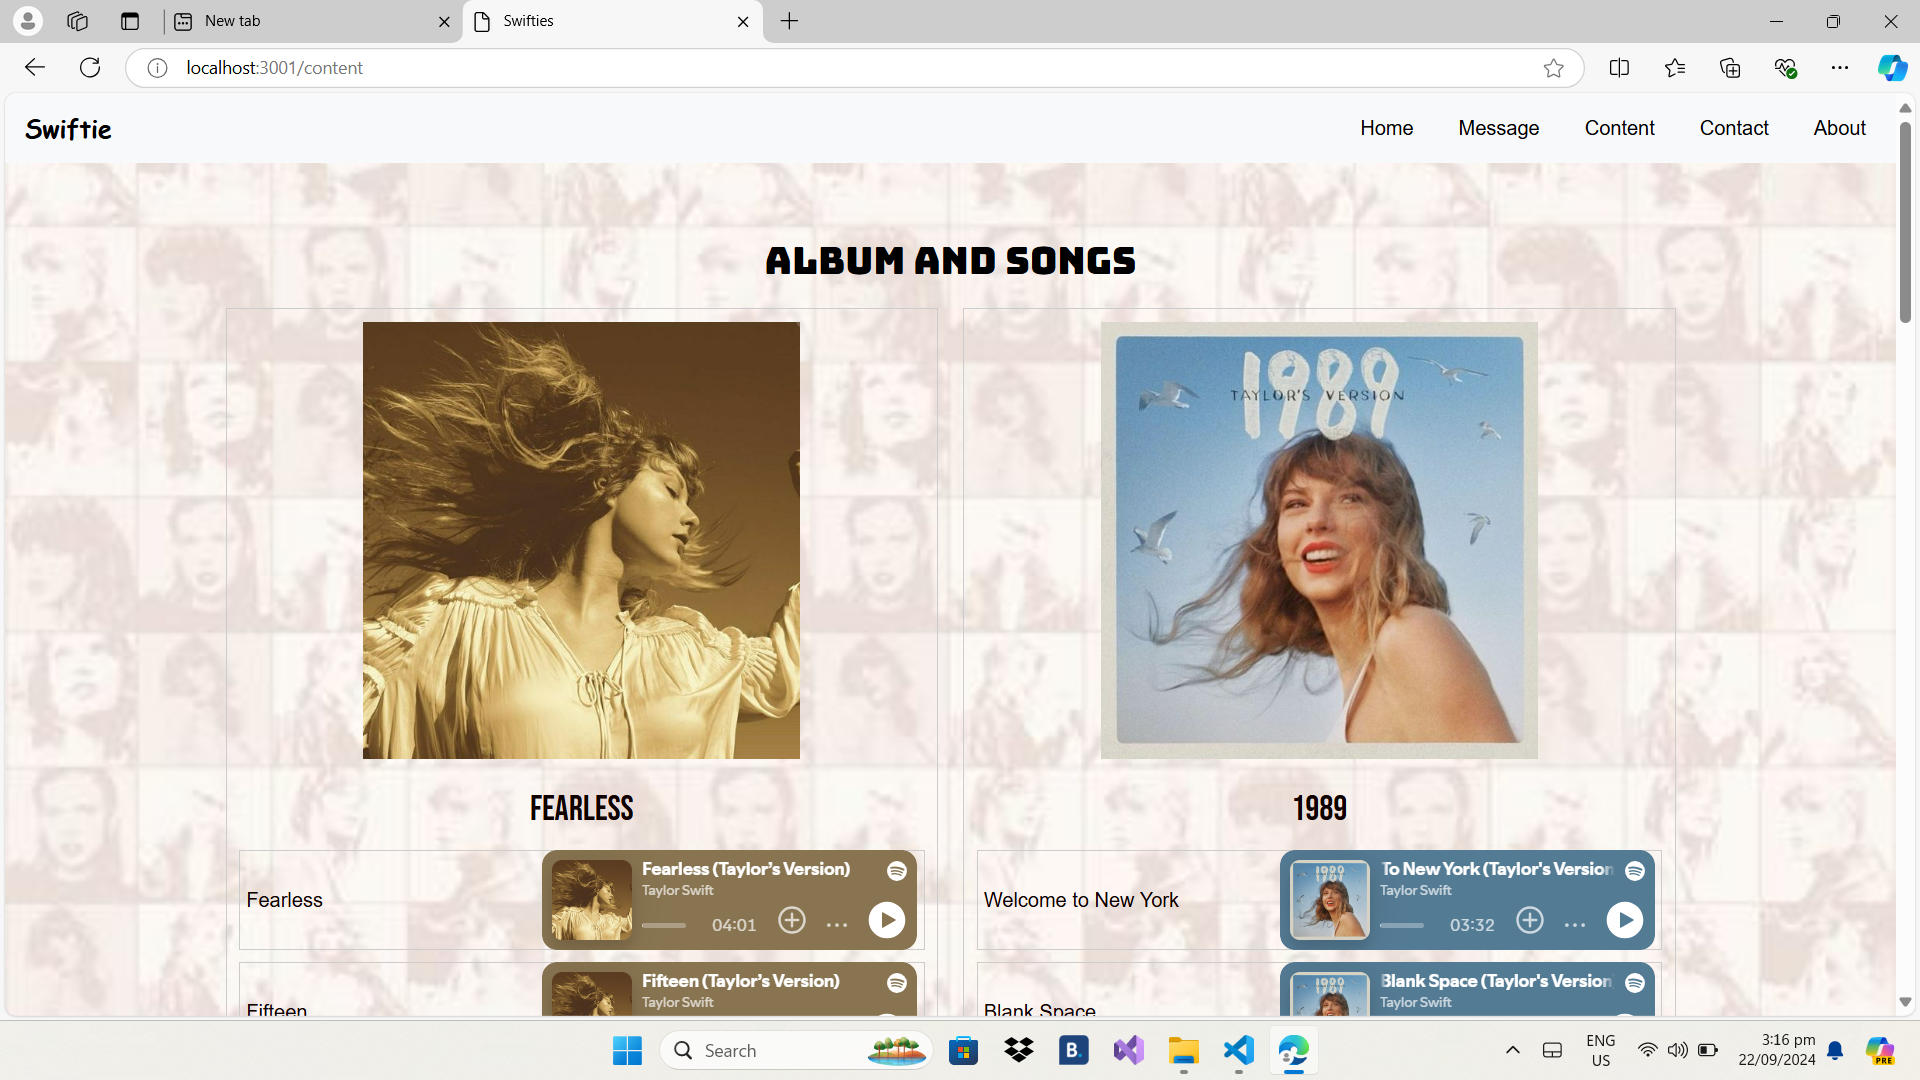 New tab
Swifties
localhost:3001/content
Swiftie
Home
Message
Content
Contact
About
ALBUM AND SONGS
1989
TAYLOR'S VERSION
FEARLESS
1989
Fearless
Fearless (Taylor's Version)
Taylor Swift
04:01
Welcome to New York
1989
To New York (Taylor's Version
Taylor Swift
03:32
Fifteen
Fifteen (Taylor's Version)
Taylor Swift
Blank Space
1989
Blank Space (Taylor's Version
Taylor Swift
Search
B.
ENG
US
3:16 pm
22/09/2024
PRE